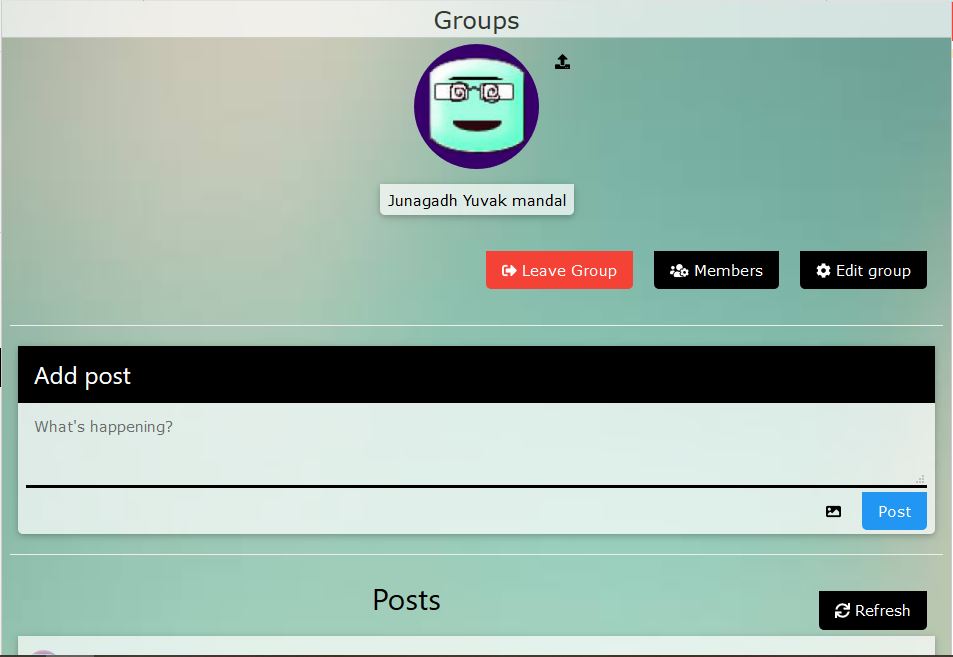 Groups
Junagadh Yuvak mandal
Leave Group
Members
Edit group
Add post
What's happening?
Post
Posts
Refresh